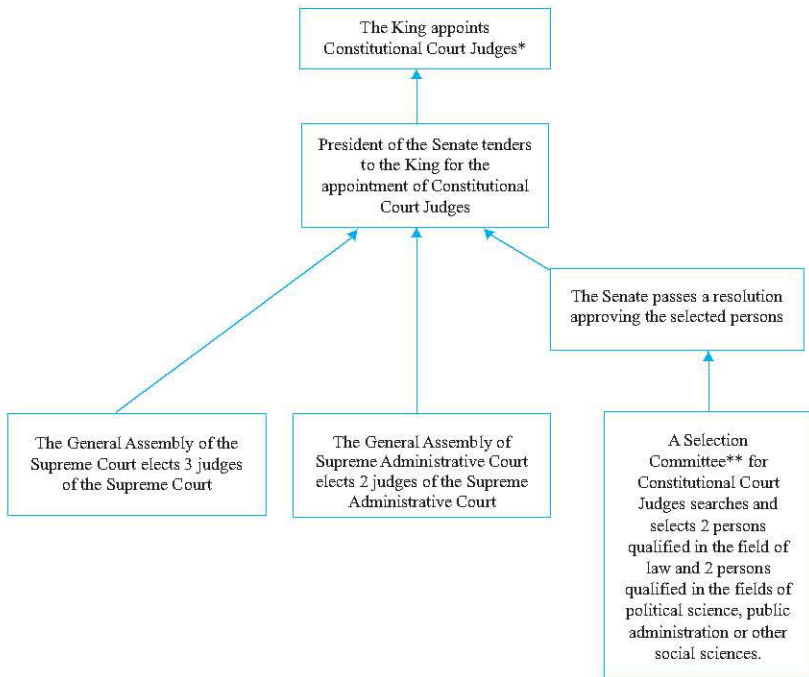 The King appoints
Constitutional Court Judges*
President of the Senate tenders
to the King for the
appointment of Constitutional
Court Judges
The Senate passes a resolution
approving the selected persons
The General Assembly of the
Supreme Court elects 3 judges
of the Supreme Court
The General Assembly of
Supreme Administrative Court
elects 2 judges of the Supreme
Administrative Court
A Selection
Committee** for
Constitutional Court
Judges searches and
selects 2 persons
qualified in the field of
law and 2 persons
qualified in the fields of
political science, public
administration or other
social sciences.